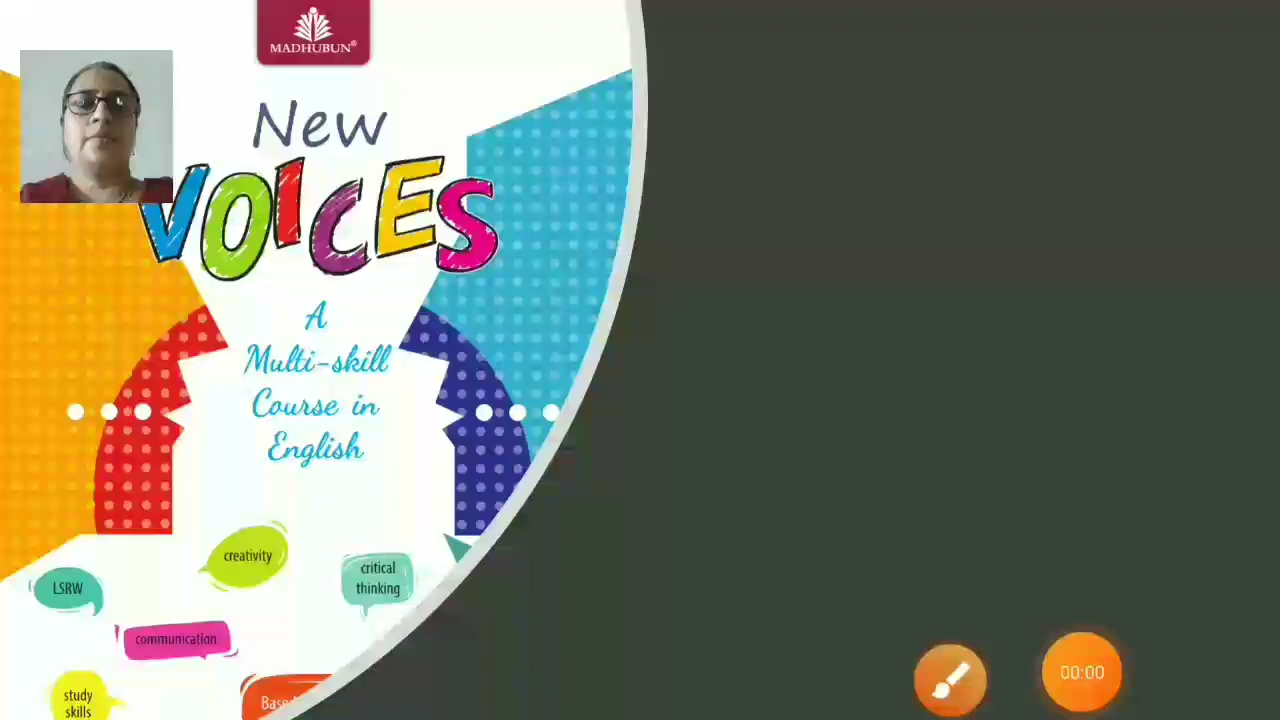 MADHUBUN®
New
VOICES
A
Multi-skill
Course in
English
creativity
critical
thinking
LSRW
communication
study
skills
00:00